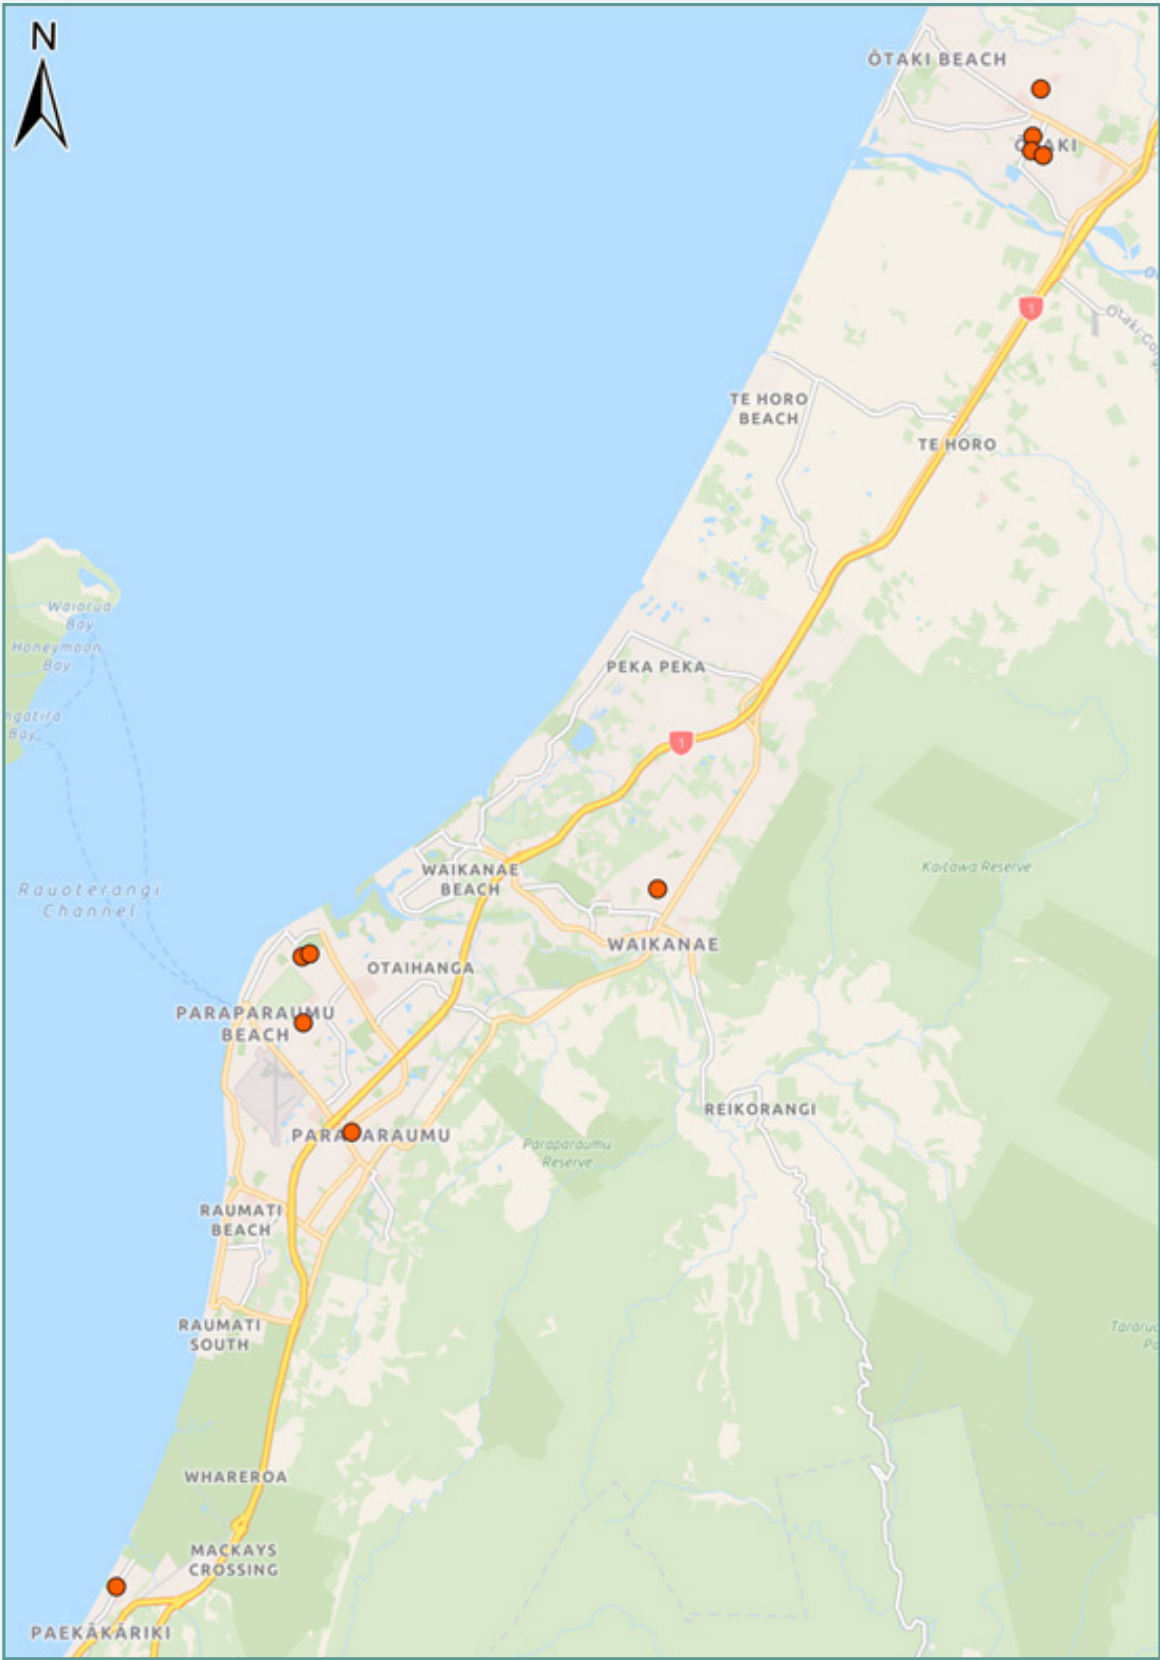 N
ŌTAKI BEACH
1
TE HORO
BEACH
TE HORO
Waiorua
Bay
Honeymoon
Bay
PEKA PEKA
Bay
1
Kaitawa Reserve
WAIKANAE
BEACH
Rauoterangi
Channel
WAIKANAE
OTAIHANGA
PARAPARAUMU
BEACH
REIKORANGI
PARAPARAUMU
Paraparaumu
Reserve
RAUMATI
BEACH
RAUMATI
SOUTH
WHAREROA
MACKAYS
CROSSING
PAEKĀKĀRIKI